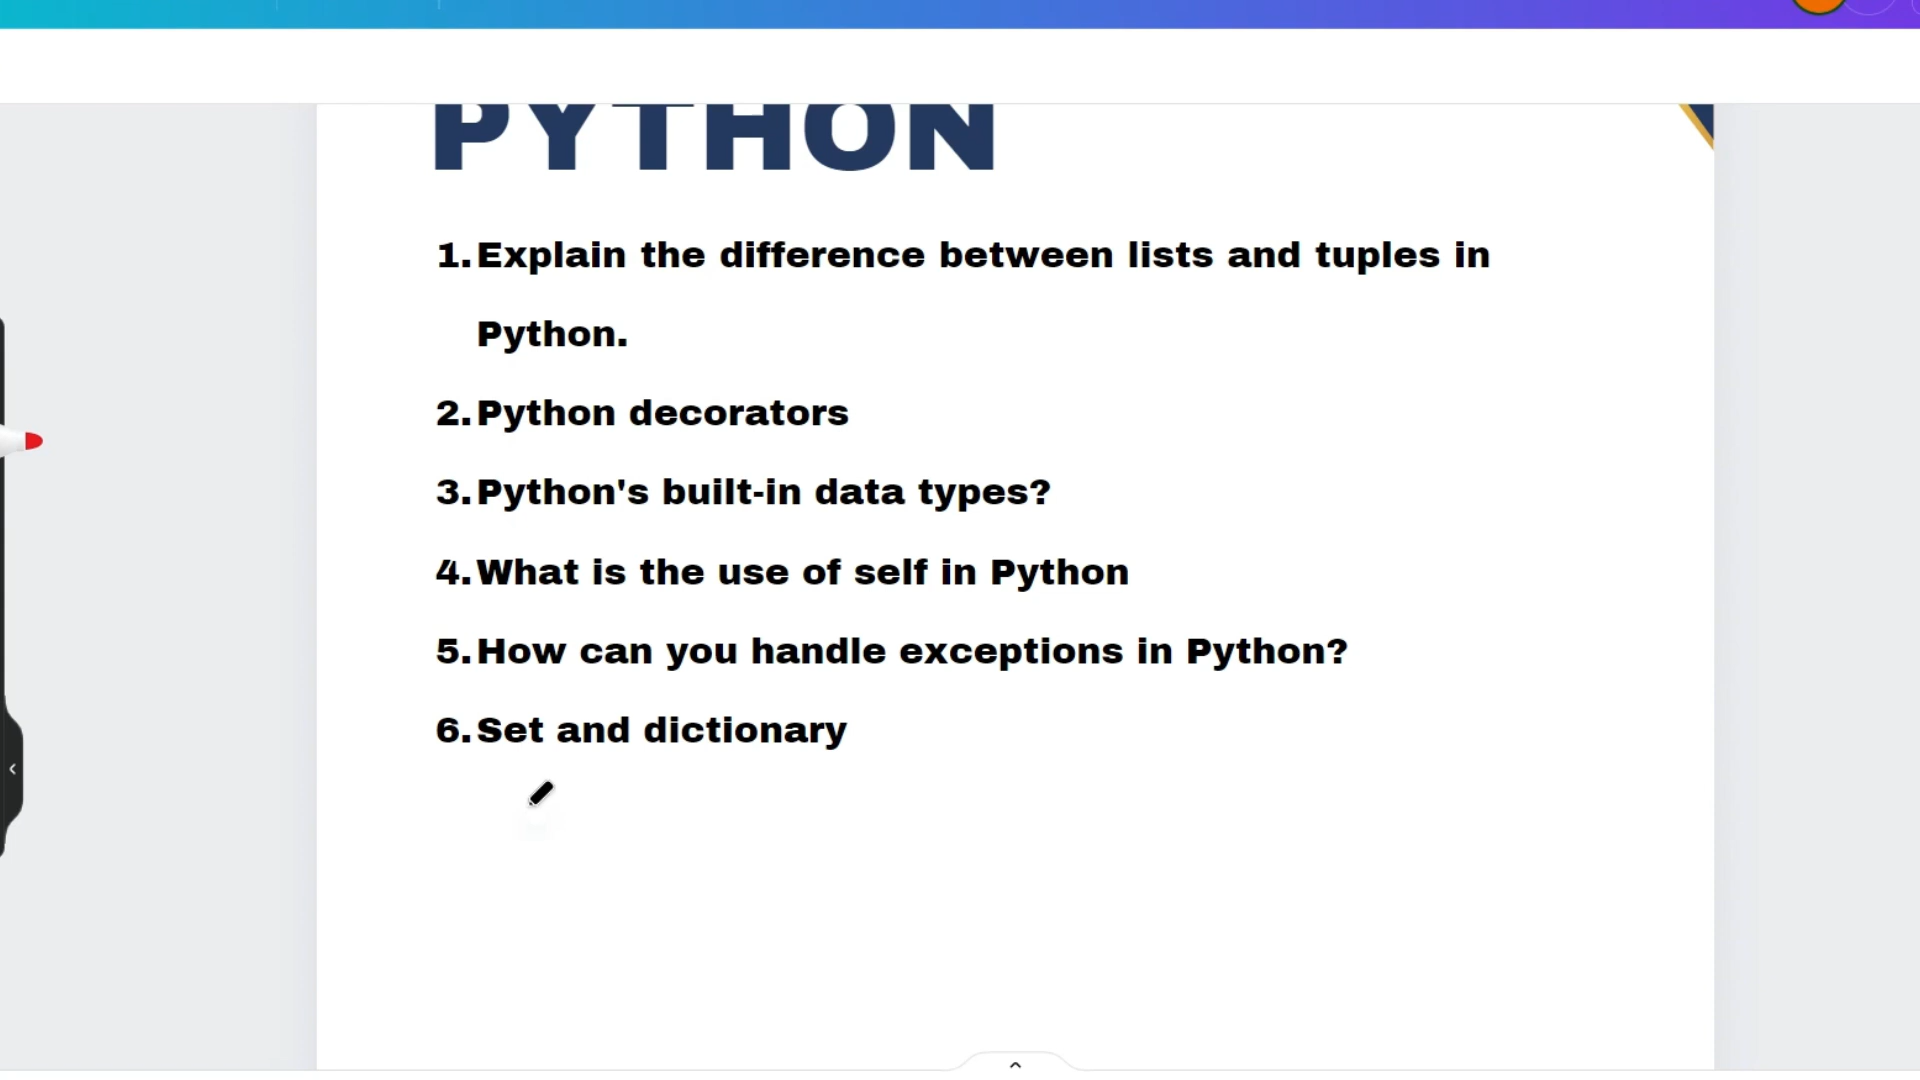 PYTHON
1. Explain the difference between lists and tuples in
Python.
2. Python decorators
3. Python's built-in data types?
4. What is the use of self in Python
5. How can you handle exceptions in Python?
6. Set and dictionary